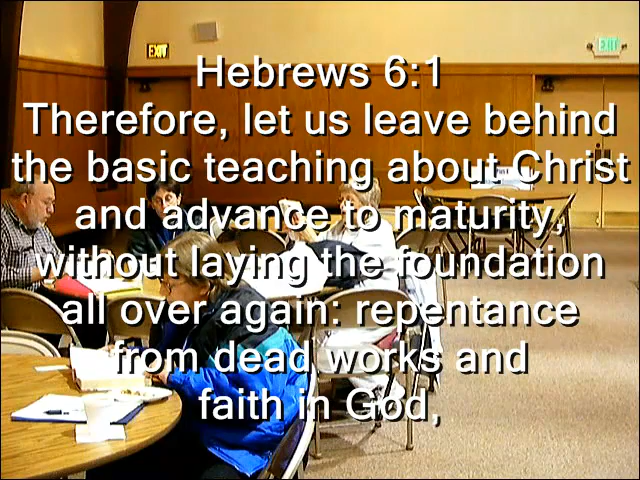 EXIT
EXIT
Hebrews 6:1
Therefore, let us leave behind
the basic teaching about Christ
and advance to maturity,
without laying the foundation
all over again: repentance
from dead works and
faith in God,